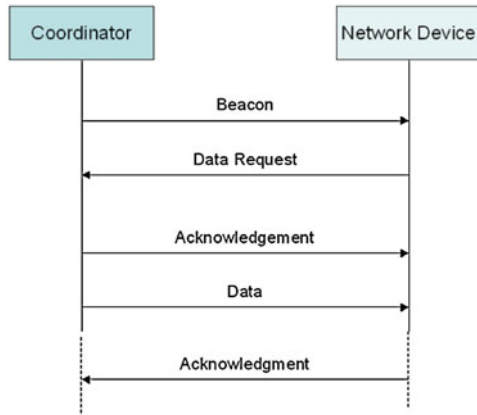 Coordinator
Network Device
Beacon
Data Request
Acknowledgement
Data
Acknowledgment